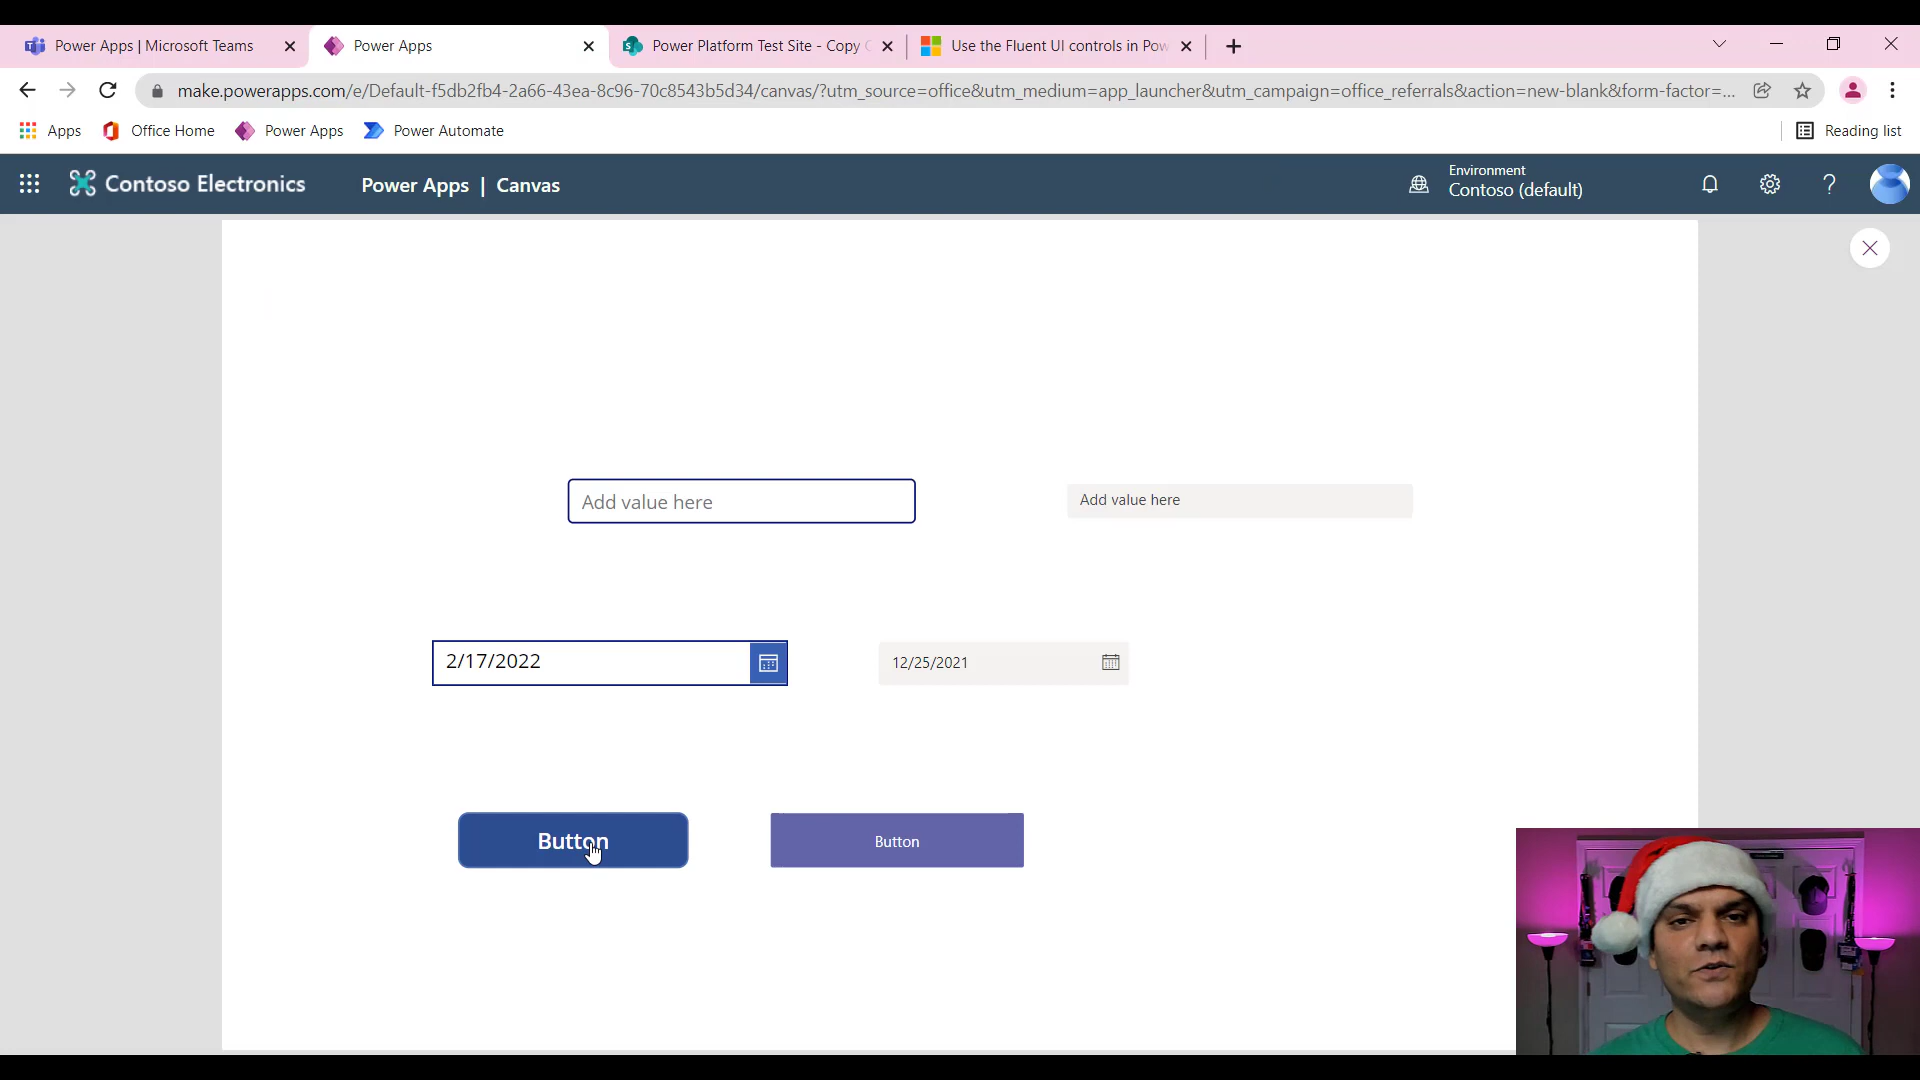 Power Apps | Microsoft Teams
Power Apps
Power Platform Test Site - Copy
Use the Fluent UI controls in Pow
make.powerapps.com/e/Default-f5db2fb4-2a66-43ea-8c96-70c8543b5d34/canvas/?utm_source=office&utm_medium=app_launcher&utm_campaign=office_referrals&action=new-blank&form-factor=...
Apps
Office Home
Power Apps
Power Automate
Reading list
Contoso Electronics
Power Apps | Canvas
Environment
Contoso (default)
Add value here
Add value here
2/17/2022
12/25/2021
Button
Button